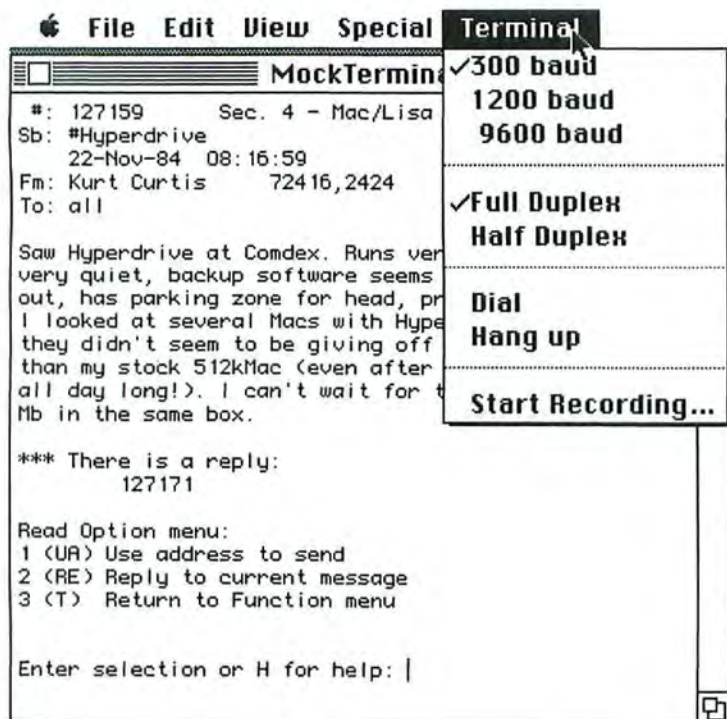 File Edit View Special Terminal
MockTermina
✓300 baud
1200 baud
9600 baud
✓Full Duplex
Half Duplex
Dial
Hang up
Start Recording...
#: 127159 Sec. 4 - Mac/Lisa
Sb: #Hyperdrive
22-Nov-84 08:16:59
Fm: Kurt Curtis 72416,2424
To: all
Saw Hyperdrive at Comdex. Runs ver
very quiet, backup software seems
out, has parking zone for head, pr
I looked at several Macs with Hype
they didn't seem to be giving off
than my stock 512kMac (even after
all day long!). I can't wait for t
Mb in the same box.
*** There is a reply:
127171
Read Option menu:
1 (UA) Use address to send
2 (RE) Reply to current message
3 (T) Return to Function menu
Enter selection or H for help: